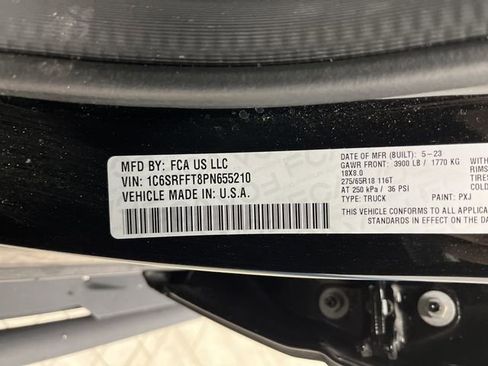 MFD BY: FCA US LLC
VIN: 1C6SRFFT8PN655210
VEHICLE MADE IN: U.S.A.
DATE OF MFR (BUILT) 5-23
GAWR FRONT: 3900 LB / 1770 KG WITH
18X8.0 RIMS
275/65R18 116T TIRES
AT 250 kPa / 36 PSI COLD
TYPE: TRUCK PAINT: PXJ
THIS VEHICLE CONFORMS TO ALL APPLICA
STANDARDS IN EFFECT ON THE DA